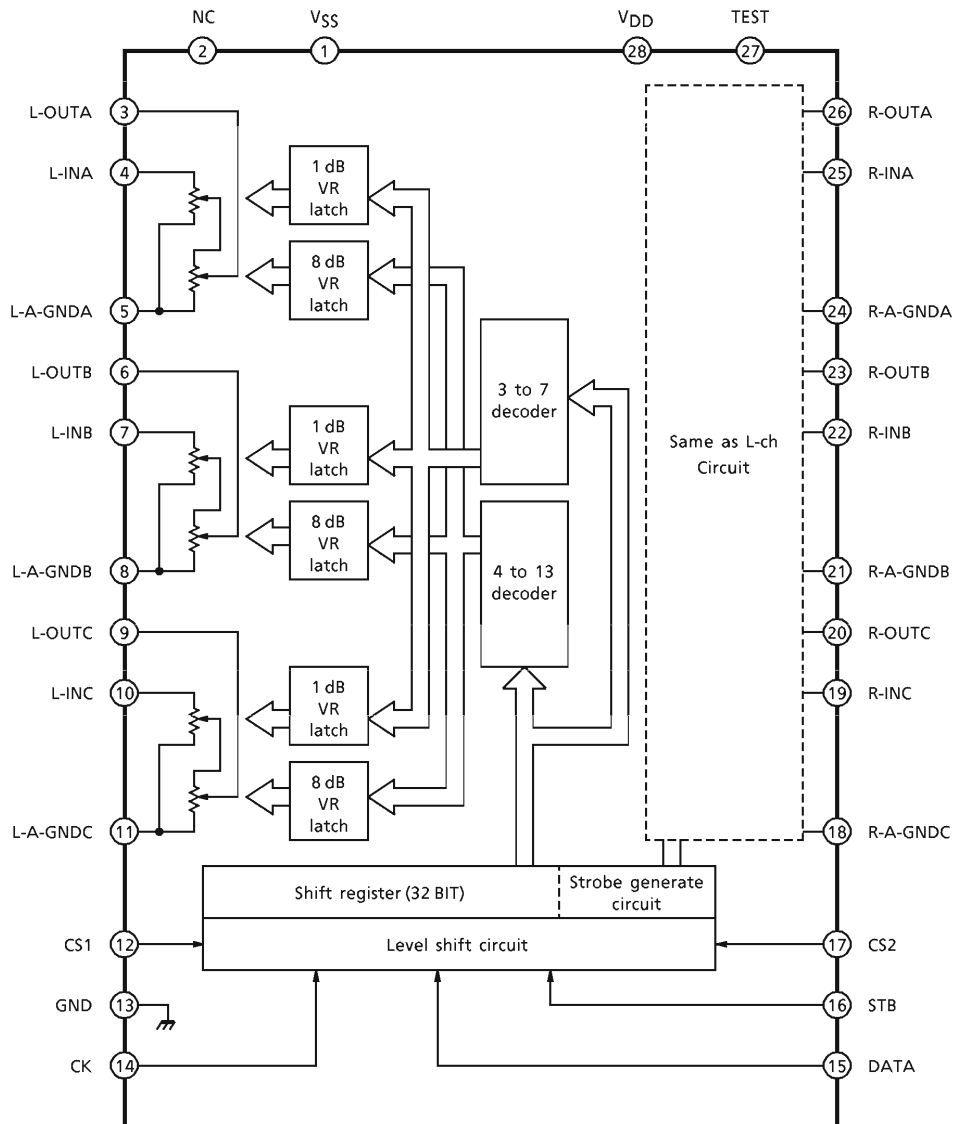 NC
VSS
VDD
TEST
2
1
28
27
L-OUTA
3
26
R-OUTA
L-INA
4
1 dB
VR
latch
25
R-INA
8 dB
VR
latch
L-A-GNDA
5
24
R-A-GNDA
L-OUTB
6
3 to 7
decoder
23
R-OUTB
L-INB
7
1 dB
VR
latch
Same as L-ch
Circuit
22
R-INB
8 dB
VR
latch
4 to 13
decoder
L-A-GNDB
8
21
R-A-GNDB
L-OUTC
9
20
R-OUTC
L-INC
10
1 dB
VR
latch
19
R-INC
8 dB
VR
latch
L-A-GNDC
11
18
R-A-GNDC
Shift register (32 BIT)
Strobe generate
circuit
CS1
12
Level shift circuit
17
CS2
GND
13
16
STB
CK
14
15
DATA